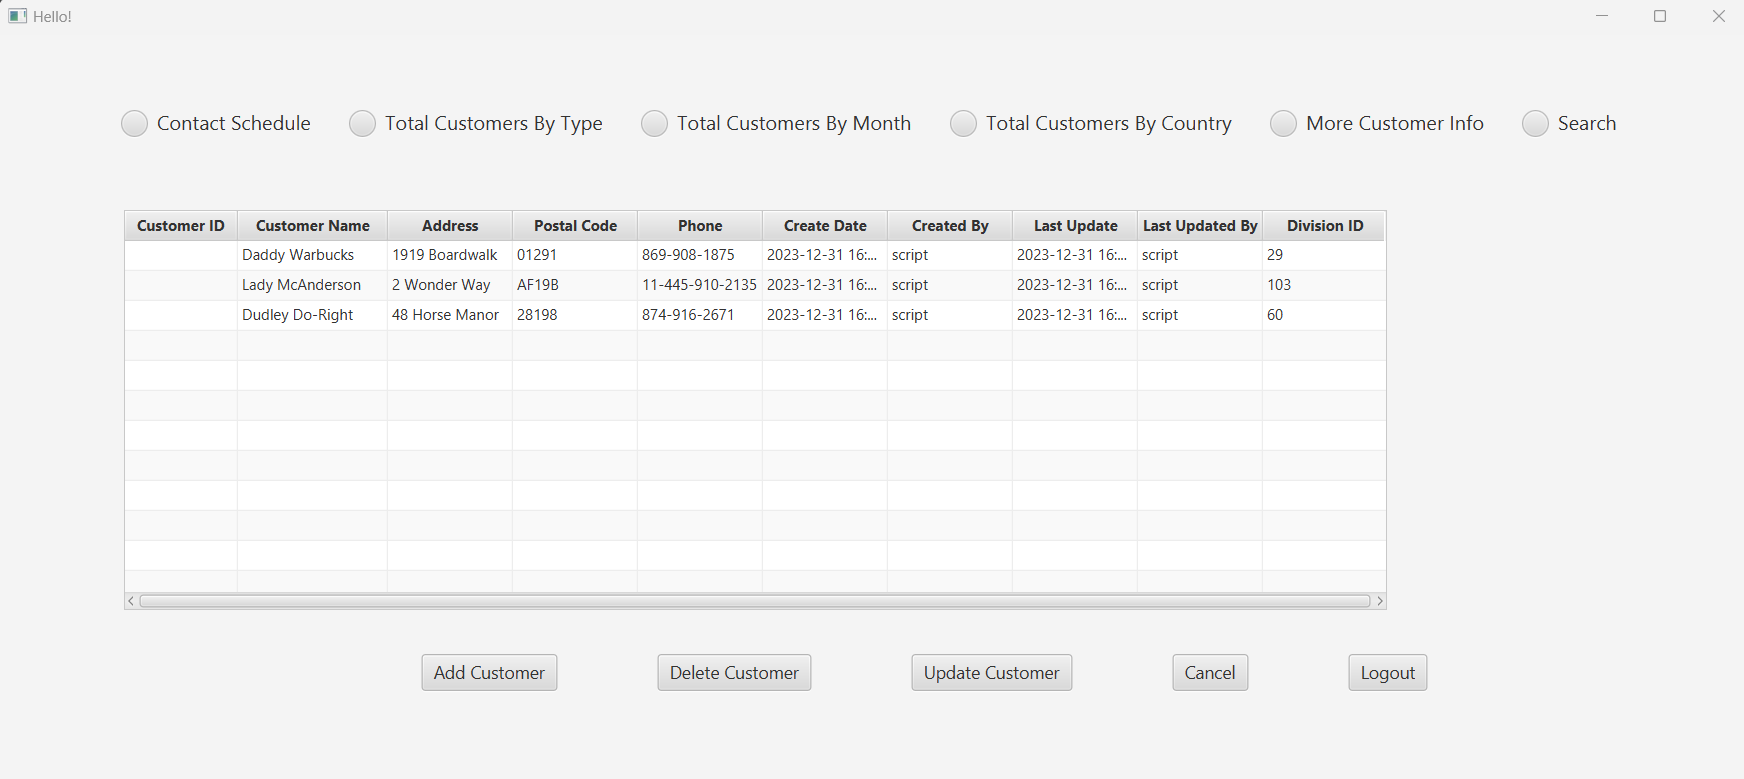 Hello!
Contact Schedule Total Customers By Type Total Customers By Month Total Customers By Country More Customer Info Search
Customer ID Customer Name Address Postal Code Phone Create Date Created By Last Update Last Updated By Division ID
Daddy Warbucks 1919 Boardwalk 01291 869-908-1875 2023-12-31 16:... script 2023-12-31 16:... script 29
Lady McAnderson 2 Wonder Way AF19B 11-445-910-2135 2023-12-31 16:... script 2023-12-31 16:... script 103
Dudley Do-Right 48 Horse Manor 28198 874-916-2671 2023-12-31 16:... script 2023-12-31 16:... script 60
Add Customer Delete Customer Update Customer Cancel Logout